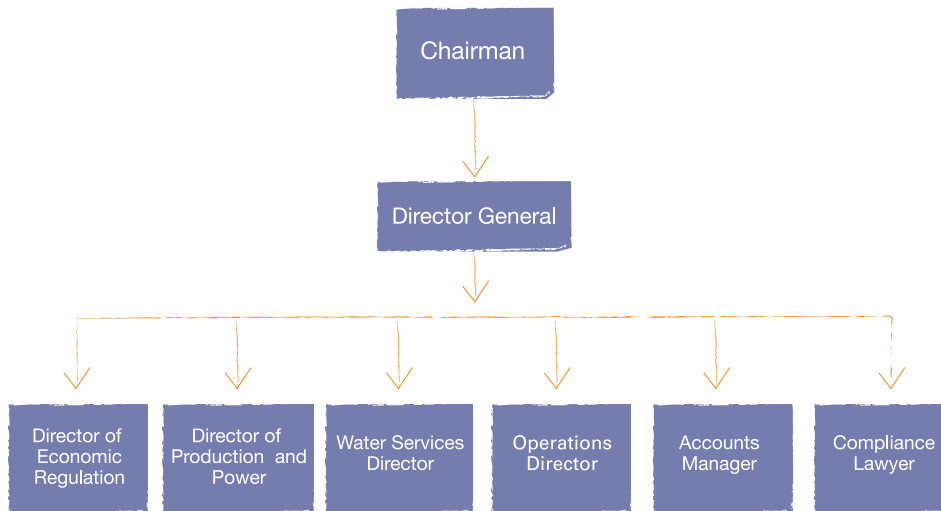 Chairman
Director General
Director of
Economic
Regulation
Director of
Production and
Power
Water Services
Director
Operations
Director
Accounts
Manager
Compliance
Lawyer